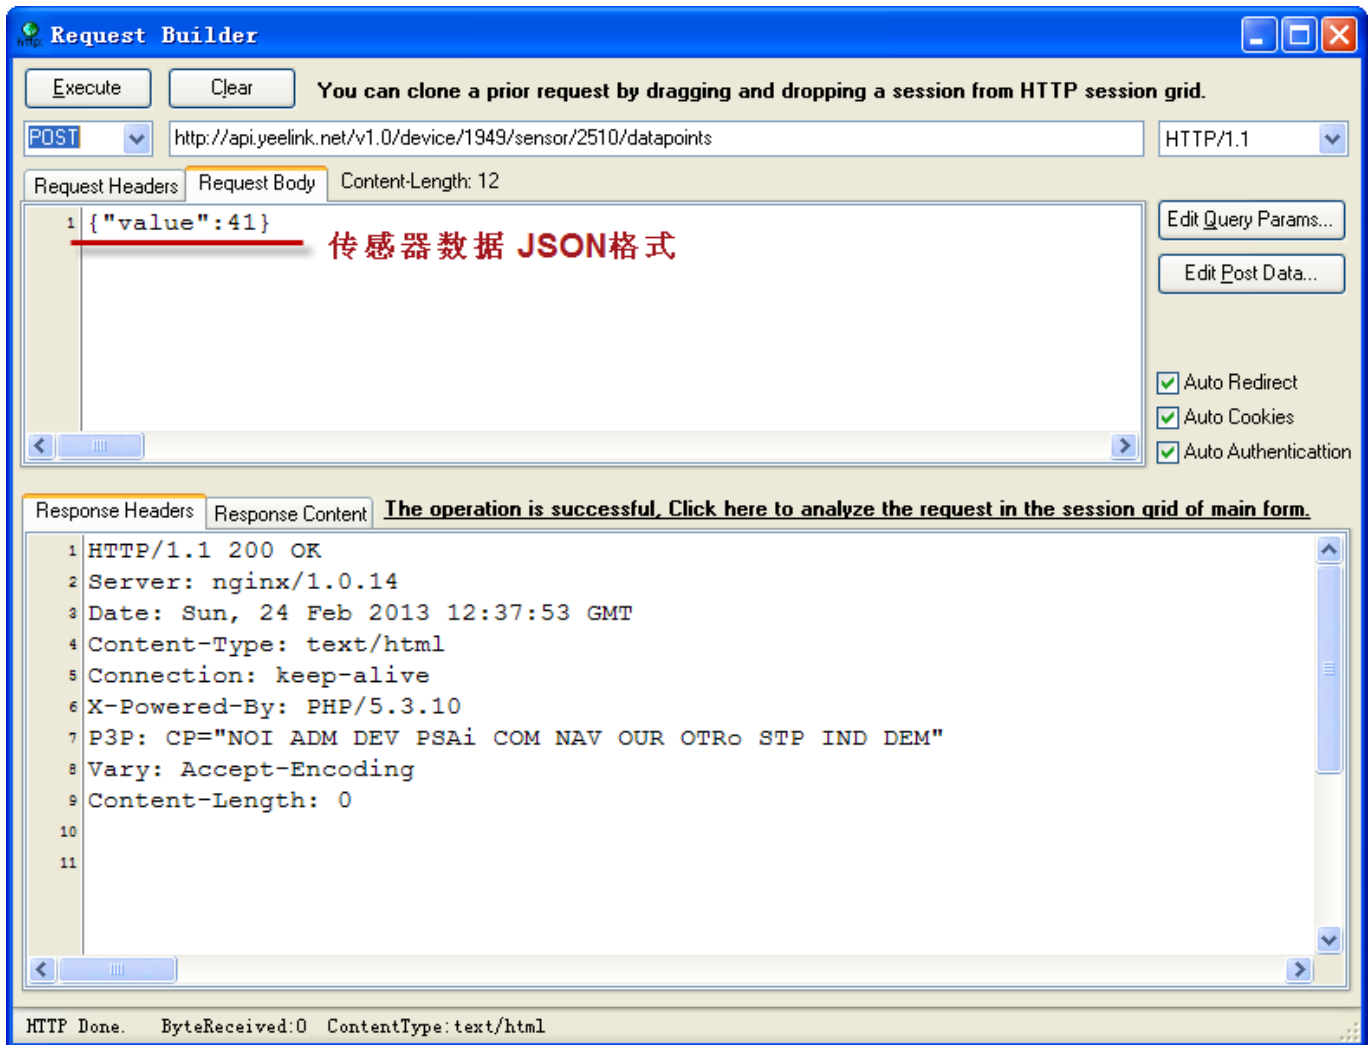 Request Builder
Execute Clear You can clone a prior request by dragging and dropping a session from HTTP session grid.
POST http://api.yeelink.net/v1.0/device/1949/sensor/2510/datapoints HTTP/1.1
Request Headers Request Body Content-Length: 12
1 {"value":41}
传感器数据 JSON格式
Edit Query Params...
Edit Post Data...
Auto Redirect
Auto Cookies
Auto Authenticattion
Response Headers Response Content The operation is successful, Click here to analyze the request in the session grid of main form.
1 HTTP/1.1 200 OK
2 Server: nginx/1.0.14
3 Date: Sun, 24 Feb 2013 12:37:53 GMT
4 Content-Type: text/html
5 Connection: keep-alive
6 X-Powered-By: PHP/5.3.10
7 P3P: CP="NOI ADM DEV PSAi COM NAV OUR OTRo STP IND DEM"
8 Vary: Accept-Encoding
9 Content-Length: 0
10
11
HTTP Done. ByteReceived:0 ContentType:text/html